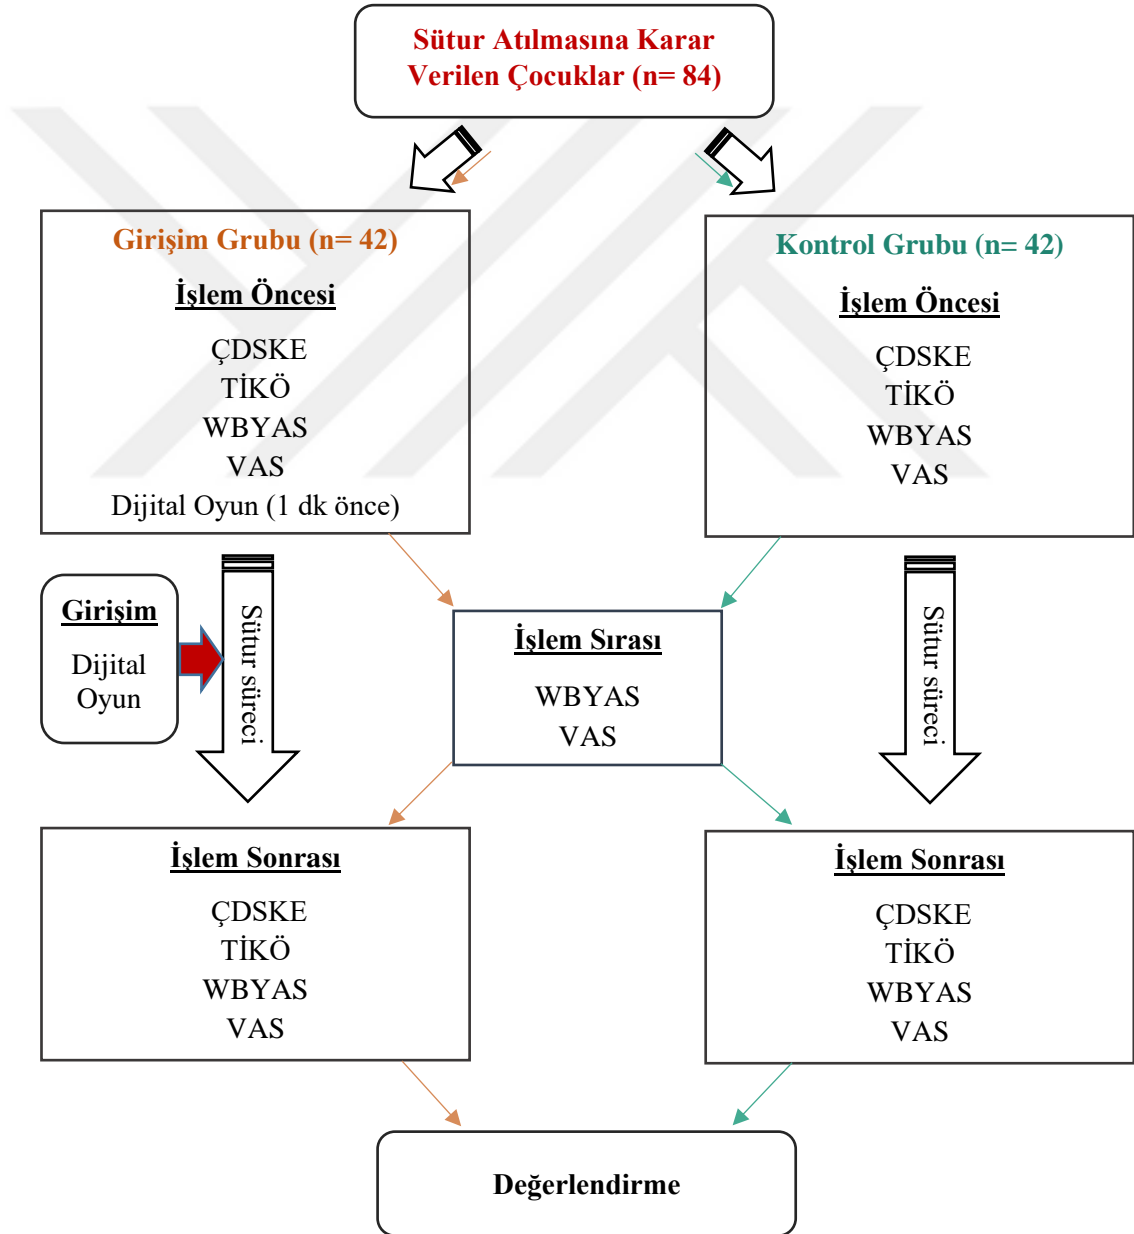 Sütur Atılmasına Karar
Verilen Çocuklar (n= 84)
Girişim Grubu (n= 42)
İşlem Öncesi
ÇDSKE
TİKÖ
WBYAS
VAS
Dijital Oyun (1 dk önce)
Kontrol Grubu (n= 42)
İşlem Öncesi
ÇDSKE
TİKÖ
WBYAS
VAS
Girişim
Dijital
Oyun
Sütur süreci
İşlem Sırası
WBYAS
VAS
Sütur süreci
İşlem Sonrası
ÇDSKE
TİKÖ
WBYAS
VAS
İşlem Sonrası
ÇDSKE
TİKÖ
WBYAS
VAS
Değerlendirme